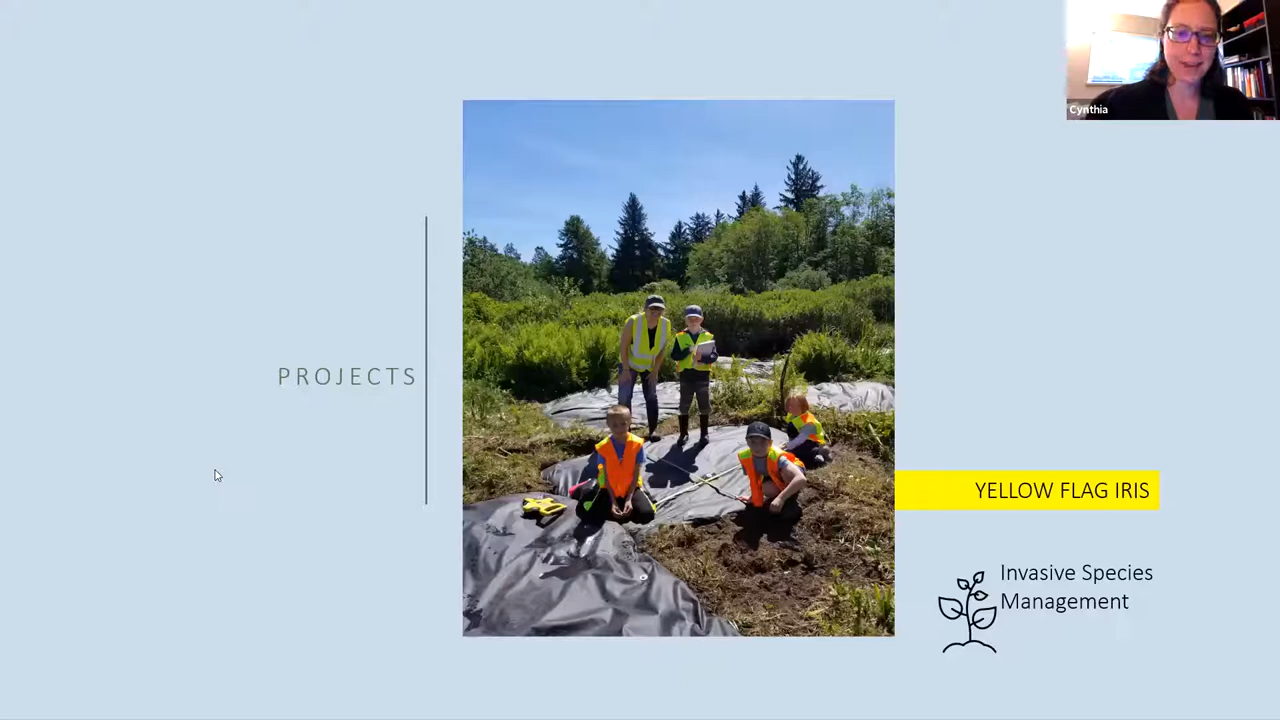 Cynthia
PROJECTS
YELLOW FLAG IRIS
Invasive Species
Management